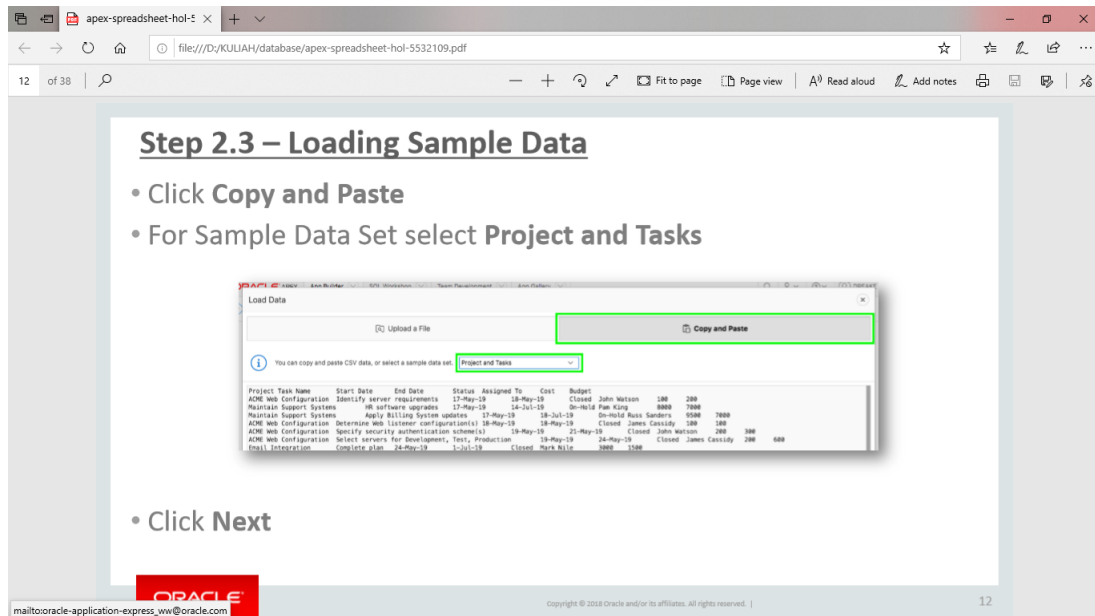 apex-spreadsheet-hol-5
file:///D:/KULIAH/database/apex-spreadsheet-hol-5532109.pdf
12 of 38 Fit to page Page view Read aloud Add notes
Step 2.3 – Loading Sample Data
• Click Copy and Paste
• For Sample Data Set select Project and Tasks
ORACLE APEX App Builder SQL Workshop Team Development App Gallery
Load Data
Upload a File Copy and Paste
You can copy and paste CSV data, or select a sample data set. Project and Tasks
Project Task Name Start Date End Date Status Assigned To Cost Budget
ACME Web Configuration Identify server requirements 17-May-19 18-May-19 Closed John Watson 100 200
Maintain Support Systems HR software upgrades 17-May-19 14-Jul-19 On-Hold Pam King 8000 7000
Maintain Support Systems Apply Billing System updates 17-May-19 18-Jul-19 On-Hold Russ Sanders 9500 7000
ACME Web Configuration Determine Web listener configuration(s) 18-May-19 18-May-19 Closed James Cassidy 100 100
ACME Web Configuration Specify security authentication scheme(s) 19-May-19 21-May-19 Closed John Watson 200 300
ACME Web Configuration Select servers for Development, Test, Production 19-May-19 24-May-19 Closed James Cassidy 200 600
Email Integration Complete plan 24-May-19 1-Jul-19 Closed Mark Nile 3000 1500
• Click Next
ORACLE
Copyright © 2018 Oracle and/or its affiliates. All rights reserved. |
12
mailto:oracle-application-express_ww@oracle.com